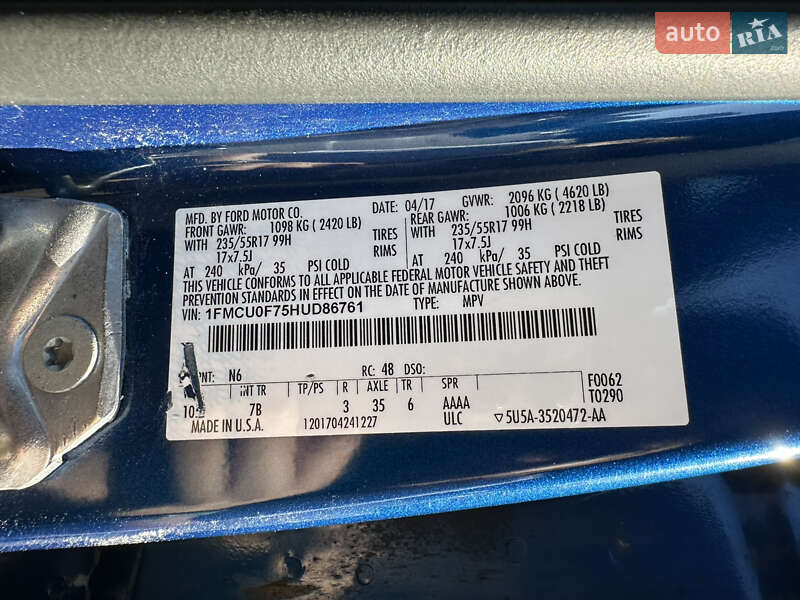 auto RIA
.com
MFD. BY FORD MOTOR CO. DATE: 04/17 GVWR: 2096 KG ( 4620 LB)
FRONT GAWR: 1098 KG ( 2420 LB) REAR GAWR: 1006 KG ( 2218 LB)
WITH 235/55R17 99H TIRES WITH 235/55R17 99H TIRES
17x7.5J RIMS 17x7.5J RIMS
AT 240 kPa/ 35 PSI COLD AT 240 kPa/ 35 PSI COLD
THIS VEHICLE CONFORMS TO ALL APPLICABLE FEDERAL MOTOR VEHICLE SAFETY AND THEFT
PREVENTION STANDARDS IN EFFECT ON THE DATE OF MANUFACTURE SHOWN ABOVE.
VIN: 1FMCU0F75HUD86761 TYPE: MPV
PNT: N6 RC: 48 DSO: F0062
INT TR TP/PS R AXLE TR SPR T0290
7B 3 35 6 AAAA
MADE IN U.S.A. 1201704241227 ULC ▽5U5A-3520472-AA